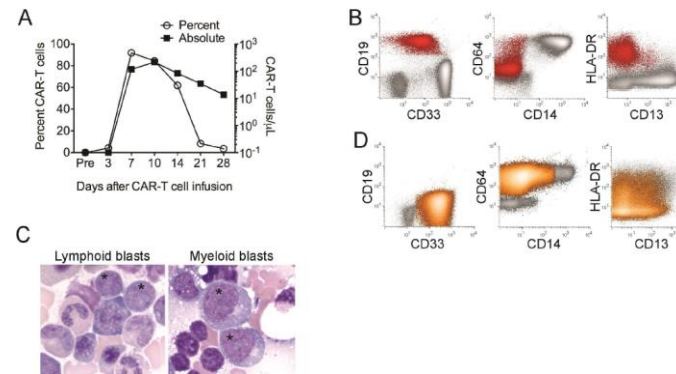 A
Percent
Absolute
Percent CAR-T cells
100
80
60
40
20
0
Pre 3 7 10 14 21 28
Days after CAR-T cell infusion
10³
10²
10¹
10⁰
10⁻¹
CAR-T cells/μL
B
CD19
CD33
CD64
CD14
HLA-DR
CD13
D
CD19
CD33
CD64
CD14
HLA-DR
CD13
C
Lymphoid blasts
Myeloid blasts
* *
*
*